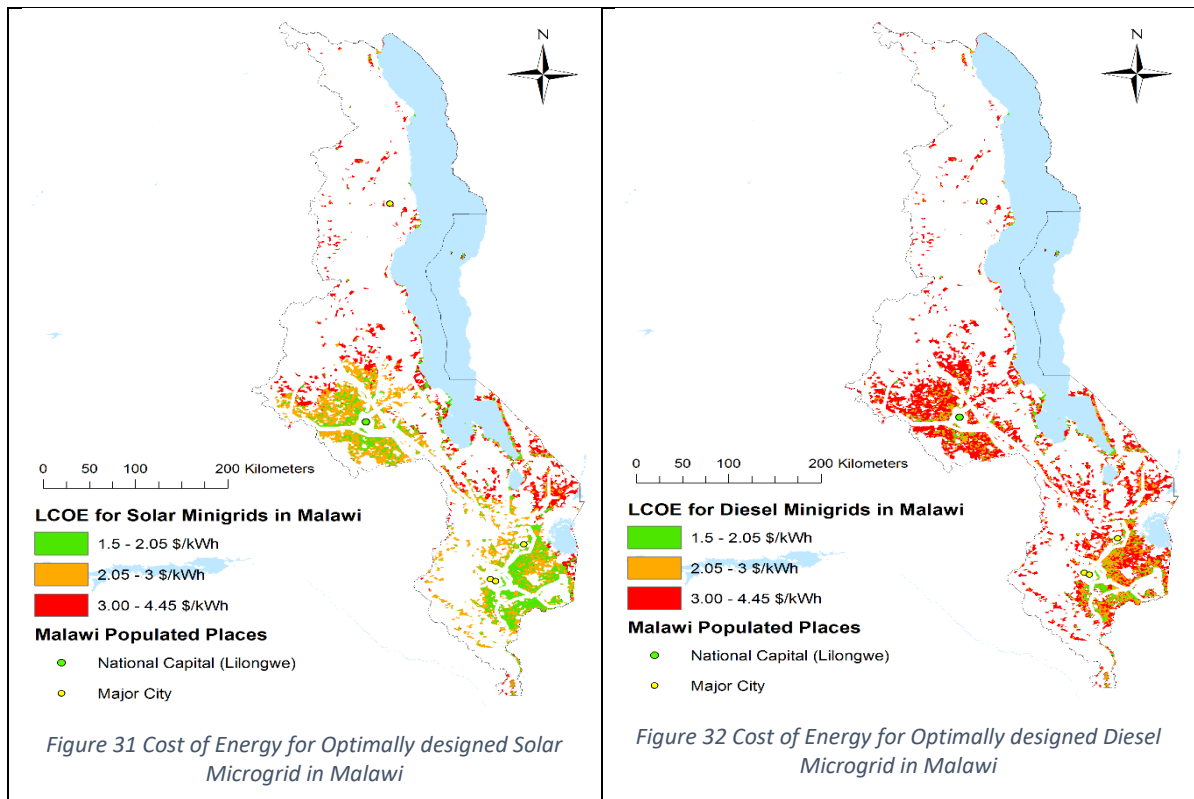 N
0 50 100 200 Kilometers
LCOE for Solar Minigrids in Malawi
1.5 - 2.05 $/kWh
2.05 - 3 $/kWh
3.00 - 4.45 $/kWh
Malawi Populated Places
National Capital (Lilongwe)
Major City
Figure 31 Cost of Energy for Optimally designed Solar
Microgrid in Malawi
N
0 50 100 200 Kilometers
LCOE for Diesel Minigrids in Malawi
1.5 - 2.05 $/kWh
2.05 - 3 $/kWh
3.00 - 4.45 $/kWh
Malawi Populated Places
National Capital (Lilongwe)
Major City
Figure 32 Cost of Energy for Optimally designed Diesel
Microgrid in Malawi